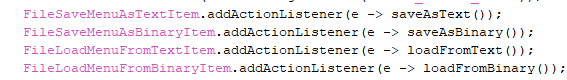 FileSaveMenuAsTextItem.addActionListener(e -> saveAsText());
FileSaveMenuAsBinaryItem.addActionListener(e -> saveAsBinary());
FileLoadMenuFromTextItem.addActionListener(e -> loadFromText());
FileLoadMenuFromBinaryItem.addActionListener(e -> loadFromBinary());